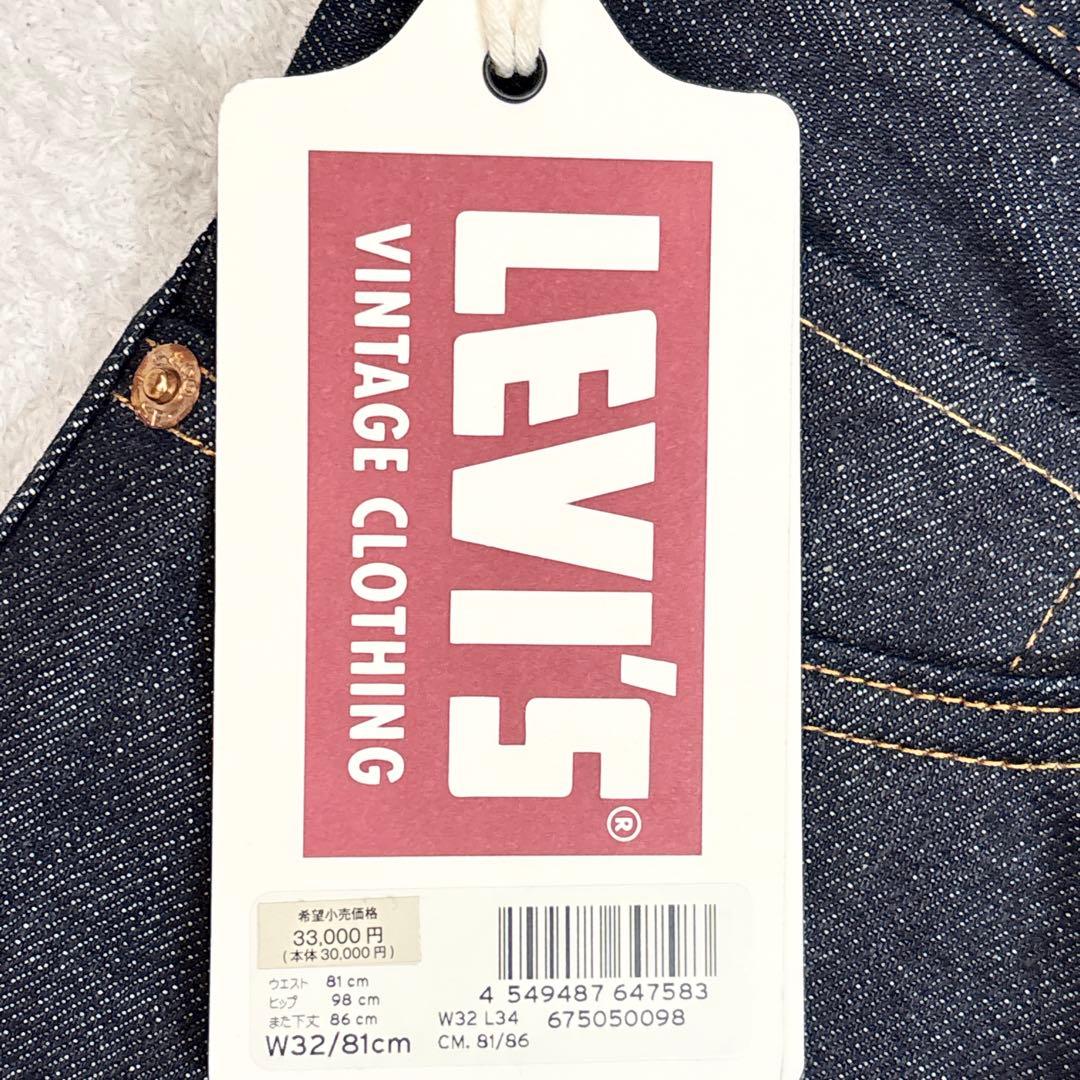 LEVI'S®
VINTAGE CLOTHING
希望小売価格
33,000円
(本体30,000円)
ウエスト 81 cm
ヒップ 98 cm
また下丈 86 cm
W32/81cm
4 549487 647583
W32 L34 675050098
CM. 81/86